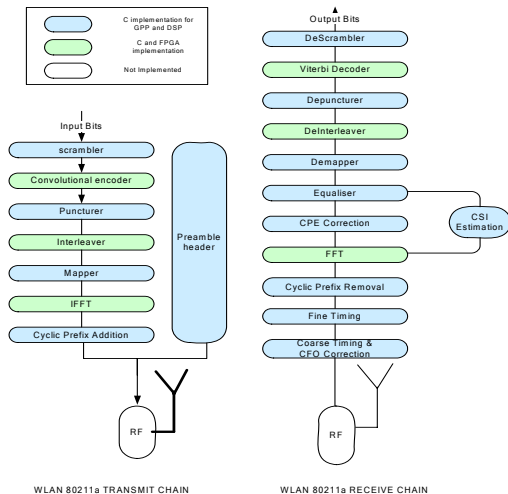 C implementation for
GPP and DSP
C and FPGA
implementation
Not Implemented
Input Bits
scrambler
Convolutional encoder
Puncturer
Interleaver
Mapper
IFFT
Cyclic Prefix Addition
Preamble
header
RF
WLAN 80211a TRANSMIT CHAIN
Output Bits
DeScrambler
Viterbi Decoder
Depuncturer
DeInterleaver
Demapper
Equaliser
CPE Correction
FFT
CSI
Estimation
Cyclic Prefix Removal
Fine Timing
Coarse Timing &
CFO Correction
RF
WLAN 80211a RECEIVE CHAIN